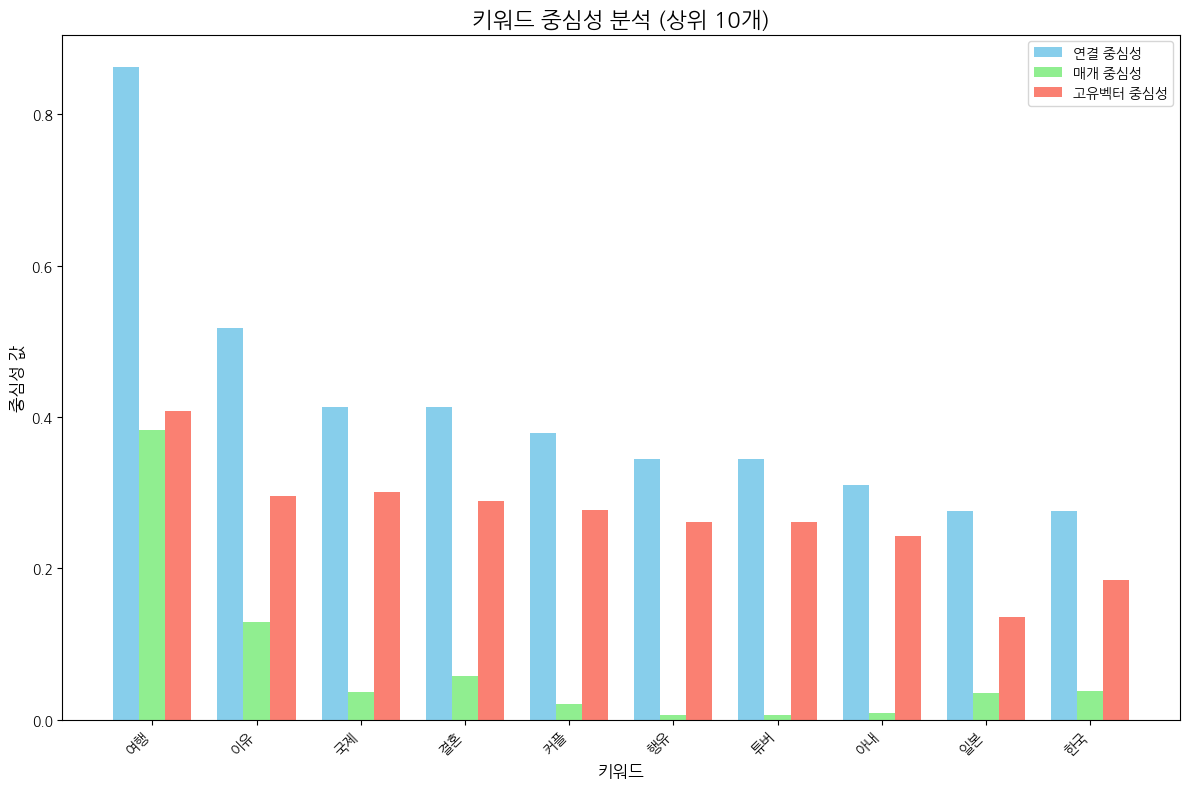 키워드 중심성 분석 (상위 10개)
연결 중심성
매개 중심성
고유벡터 중심성
중심성 값
0.8
0.6
0.4
0.2
0.0
여행
이유
국제
결혼
커플
행유
튜버
아내
일본
한국
키워드